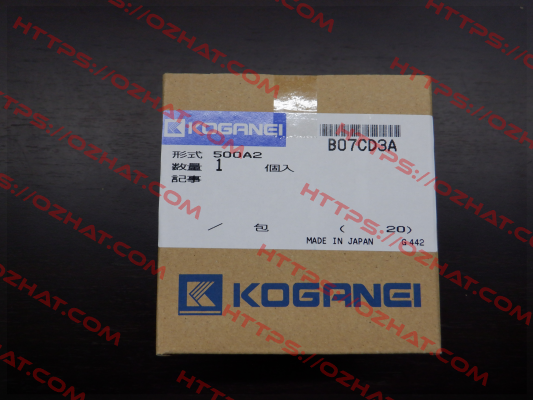 KOGANEI
B07CD3A
形式 500A2
数量 1 個入
記事
/ 包 ( 20)
MADE IN JAPAN G 442
KOGANEI
HTTPS://OZHAT.COM